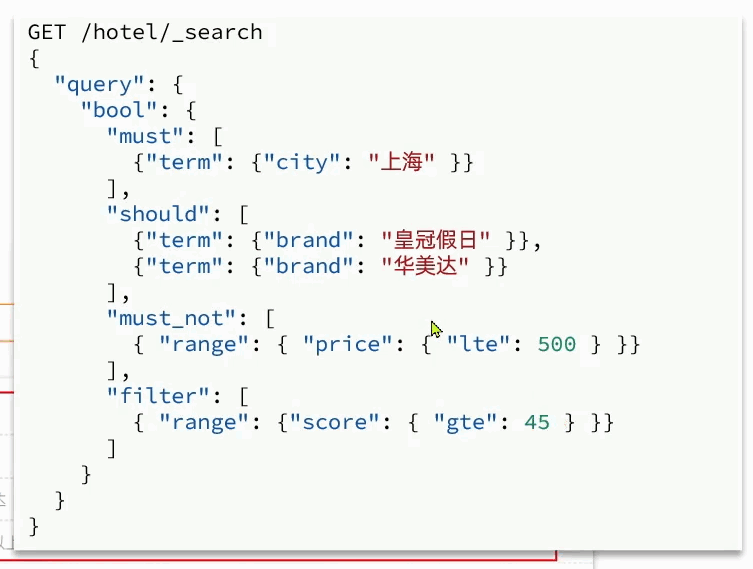 GET /hotel/_search
{
  "query": {
    "bool": {
      "must": [
        {"term": {"city": "上海" }}
      ],
      "should": [
        {"term": {"brand": "皇冠假日" }},
        {"term": {"brand": "华美达" }}
      ],
      "must_not": [
        { "range": { "price": { "lte": 500 } }}
      ],
      "filter": [
        { "range": {"score": { "gte": 45 } }}
      ]
    }
  }
}